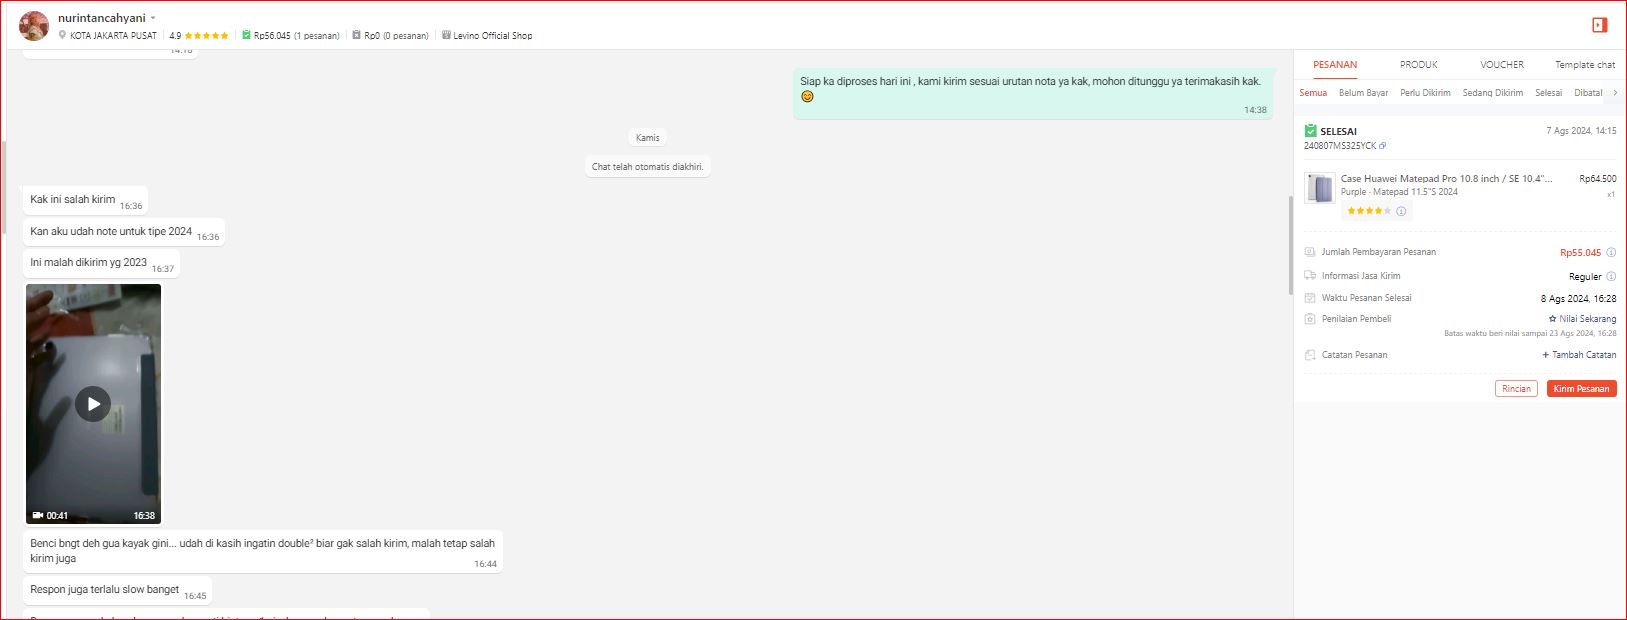 nurintancahyani
KOTA JAKARTA PUSAT
4.9
Rp56.045 (1 pesanan)
Rp0 (0 pesanan)
Levino Official Shop
14:18
Siap ka diproses hari ini , kami kirim sesuai urutan nota ya kak, mohon ditunggu ya terimakasih kak.
😊
14:38
Kamis
Chat telah otomatis diakhiri.
Kak ini salah kirim 16:36
Kan aku udah note untuk tipe 2024 16:36
Ini malah dikirim yg 2023 16:37
00:41 16:38
Benci bngt deh gua kayak gini... udah di kasih ingatin double² biar gak salah kirim, malah tetap salah
kirim juga
16:44
Respon juga terlalu slow banget 16:45
PESANAN PRODUK VOUCHER Template chat
Semua Belum Bayar Perlu Dikirim Sedang Dikirim Selesai Dibatal
SELESAI 7 Ags 2024, 14:15
240807MS325YCK
Case Huawei Matepad Pro 10.8 inch / SE 10.4"... Rp64.500
Purple - Matepad 11.5"S 2024 x1
Jumlah Pembayaran Pesanan Rp55.045
Informasi Jasa Kirim Reguler
Waktu Pesanan Selesai 8 Ags 2024, 16:28
Penilaian Pembeli Nilai Sekarang
Batas waktu beri nilai sampai 23 Ags 2024, 16:28
Catatan Pesanan + Tambah Catatan
Rincian Kirim Pesanan